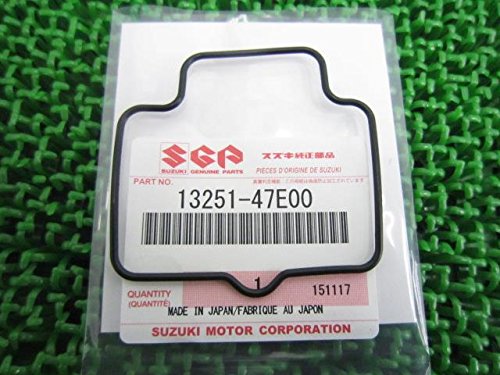 SGP
スズキ純正部品
SUZUKI GENUINE PARTS
PIECES D'ORIGINE DE SUZUKI
PART NO.
13251-47E00
1
151117
QUANTITY
(QUANTITÉ)
MADE IN JAPAN/FABRIQUE AU JAPON
SUZUKI MOTOR CORPORATION